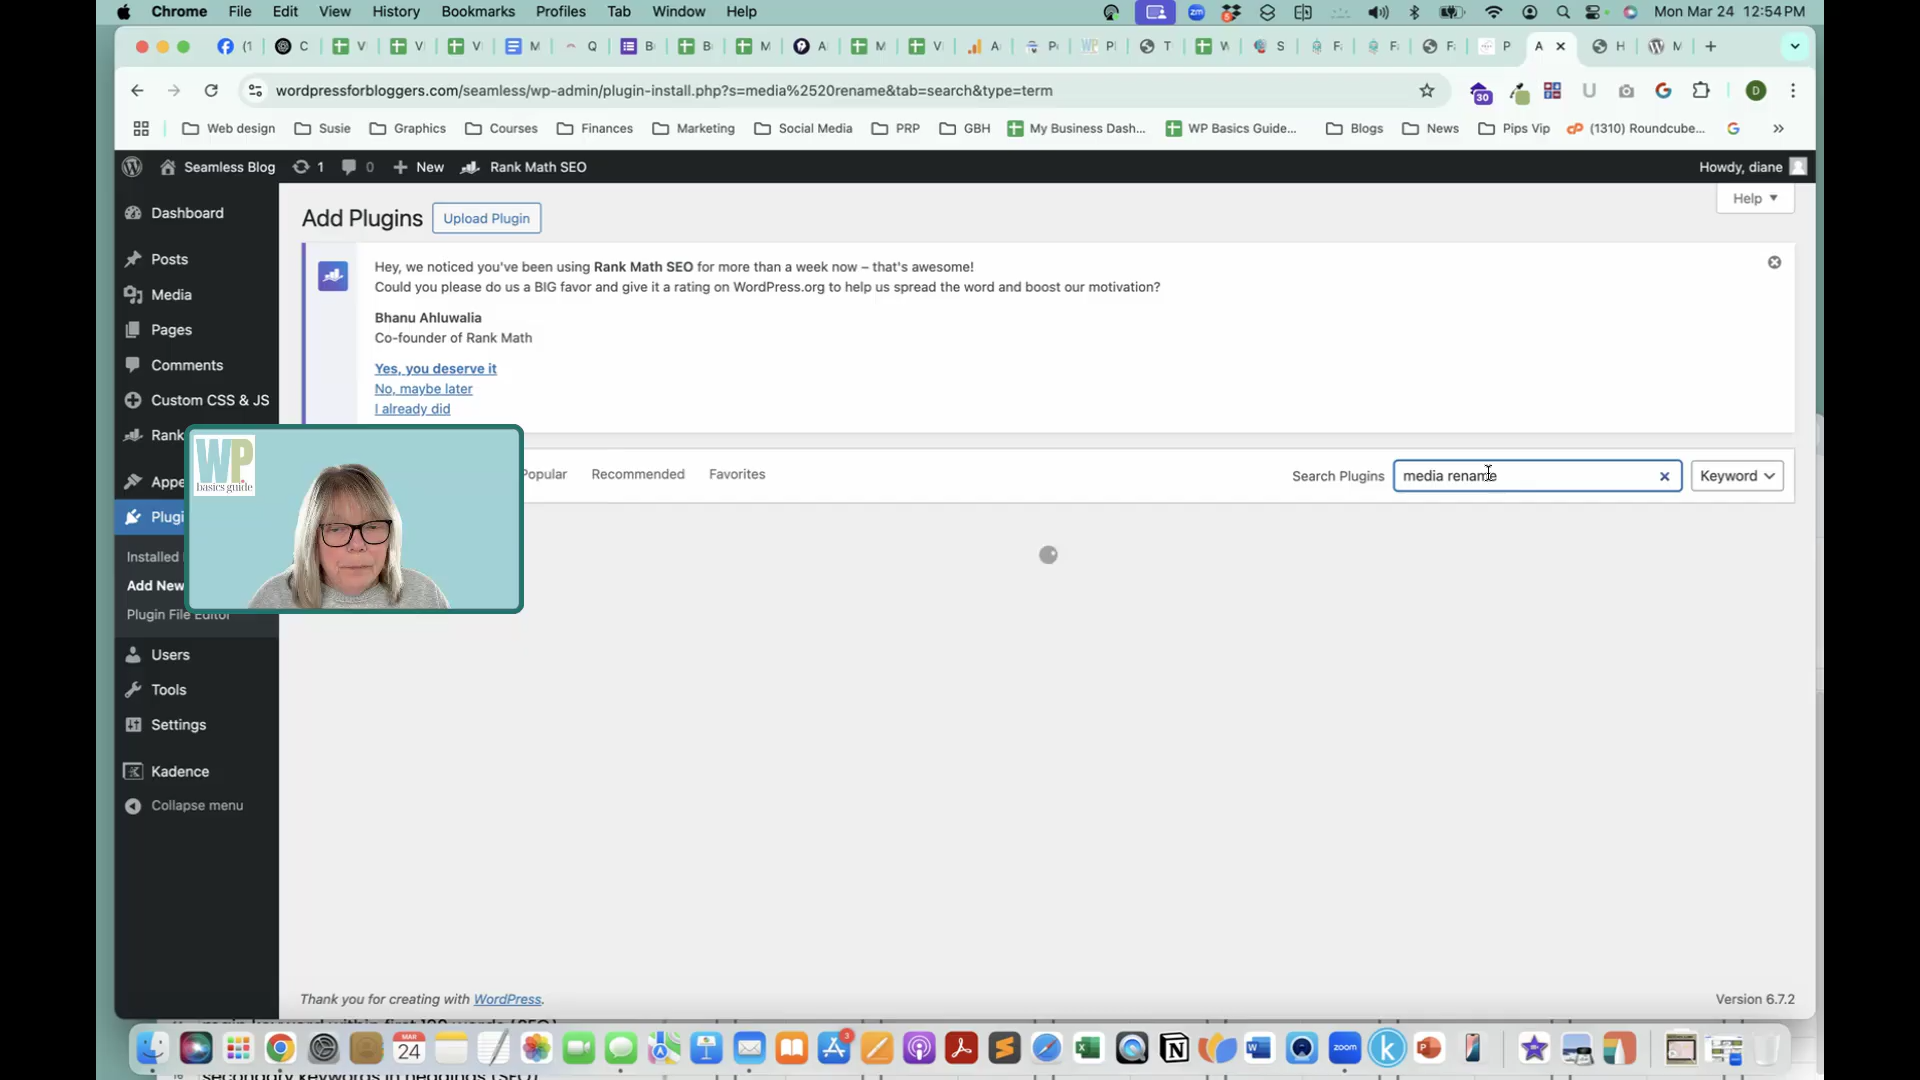 Chrome File Edit View History Bookmarks Profiles Tab Window Help Mon Mar 24 12:54 PM
wordpressforbloggers.com/seamless/wp-admin/plugin-install.php?s=media%2520rename&tab=search&type=term
30
D
Web design Susie Graphics Courses Finances Marketing Social Media PRP GBH My Business Dash... WP Basics Guide... Blogs News Pips Vip (1310) Roundcube...
Seamless Blog 1 0 New Rank Math SEO Howdy, diane
Help
Dashboard
Posts
Media
Pages
Comments
Custom CSS & JS
Rank
Appe
Plugi
Installed
Add New
Plugin File Editor
Users
Tools
Settings
Kadence
Collapse menu
Add Plugins Upload Plugin
Hey, we noticed you've been using Rank Math SEO for more than a week now – that's awesome!
Could you please do us a BIG favor and give it a rating on WordPress.org to help us spread the word and boost our motivation?
Bhanu Ahluwalia
Co-founder of Rank Math
Yes, you deserve it
No, maybe later
I already did
WP
basics guide
Popular Recommended Favorites Search Plugins media rename Keyword
Thank you for creating with WordPress. Version 6.7.2
MAR
24
zoom
3